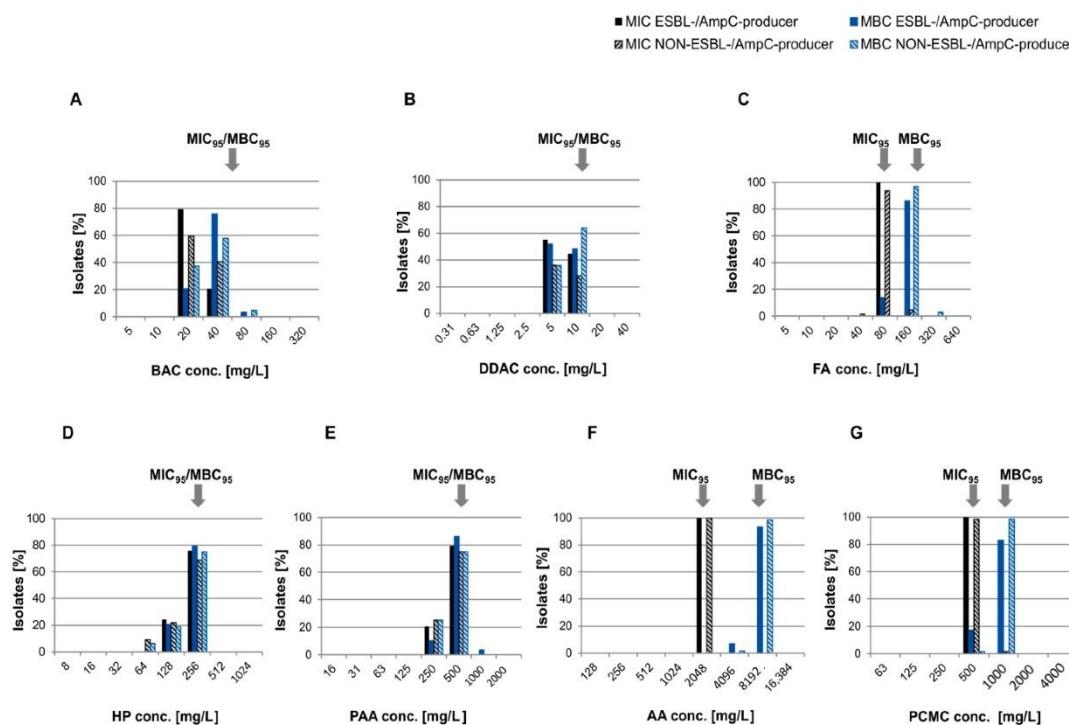 MIC ESBL-/AmpC-producer MBC ESBL-/AmpC-producer
MIC NON-ESBL-/AmpC-producer MBC NON-ESBL-/AmpC-produce
A B C
MIC95/MBC95 MIC95/MBC95 MIC95 MBC95
Isolates [%] Isolates [%] Isolates [%]
100 100 100
80 80 80
60 60 60
40 40 40
20 20 20
0 0 0
5 10 20 40 80 160 320 0.31 0.63 1.25 2.5 5 10 20 40 5 10 20 40 80 160 320 640
BAC conc. [mg/L] DDAC conc. [mg/L] FA conc. [mg/L]
D E F G
MIC95/MBC95 MIC95/MBC95 MIC95 MBC95 MIC95 MBC95
Isolates [%] Isolates [%] Isolates [%] Isolates [%]
100 100 100 100
80 80 80 80
60 60 60 60
40 40 40 40
20 20 20 20
0 0 0 0
8 16 32 64 128 256 512 1024 16 31 63 125 250 500 1000 2000 128 256 512 1024 2048 4096 8192 16.384 63 125 250 500 1000 2000 4000
HP conc. [mg/L] PAA conc. [mg/L] AA conc. [mg/L] PCMC conc. [mg/L]